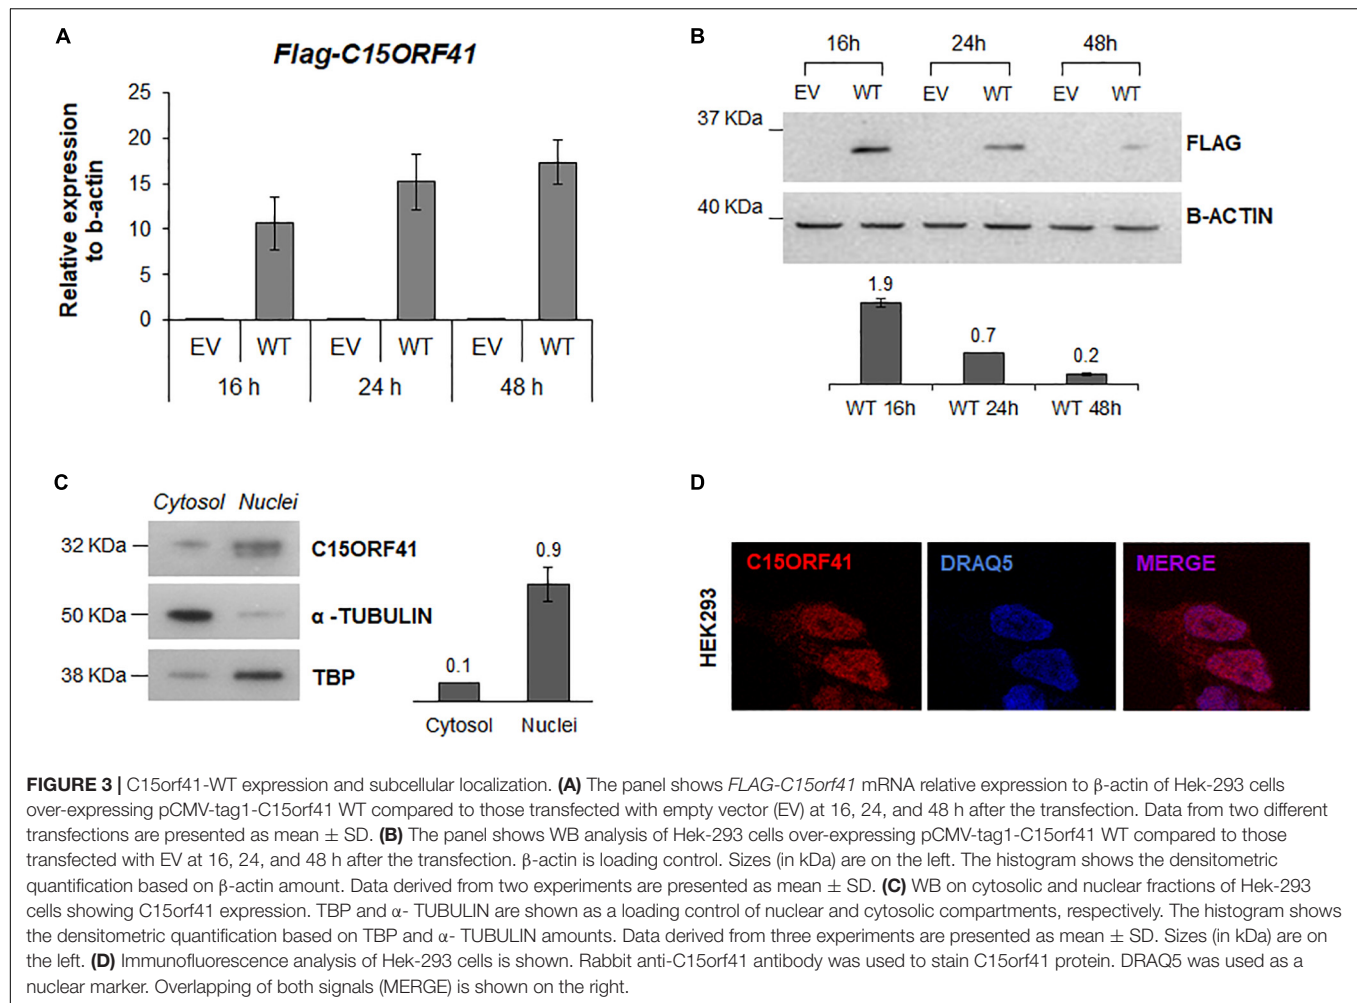 A
Flag-C15ORF41
Relative expression
to b-actin
25
20
15
10
5
0
EV WT EV WT EV WT
16 h 24 h 48 h
B
16h 24h 48h
EV WT EV WT EV WT
37 KDa
FLAG
40 KDa
B-ACTIN
1.9
0.7
0.2
WT 16h WT 24h WT 48h
C
Cytosol Nuclei
32 KDa
C15ORF41
50 KDa
α -TUBULIN
38 KDa
TBP
0.9
0.1
Cytosol Nuclei
D
HEK293
C15ORF41 DRAQ5 MERGE
FIGURE 3 | C15orf41-WT expression and subcellular localization. (A) The panel shows FLAG-C15orf41 mRNA relative expression to β-actin of Hek-293 cells
over-expressing pCMV-tag1-C15orf41 WT compared to those transfected with empty vector (EV) at 16, 24, and 48 h after the transfection. Data from two different
transfections are presented as mean ± SD. (B) The panel shows WB analysis of Hek-293 cells over-expressing pCMV-tag1-C15orf41 WT compared to those
transfected with EV at 16, 24, and 48 h after the transfection. β-actin is loading control. Sizes (in kDa) are on the left. The histogram shows the densitometric
quantification based on β-actin amount. Data derived from two experiments are presented as mean ± SD. (C) WB on cytosolic and nuclear fractions of Hek-293
cells showing C15orf41 expression. TBP and α- TUBULIN are shown as a loading control of nuclear and cytosolic compartments, respectively. The histogram shows
the densitometric quantification based on TBP and α- TUBULIN amounts. Data derived from three experiments are presented as mean ± SD. Sizes (in kDa) are on
the left. (D) Immunofluorescence analysis of Hek-293 cells is shown. Rabbit anti-C15orf41 antibody was used to stain C15orf41 protein. DRAQ5 was used as a
nuclear marker. Overlapping of both signals (MERGE) is shown on the right.